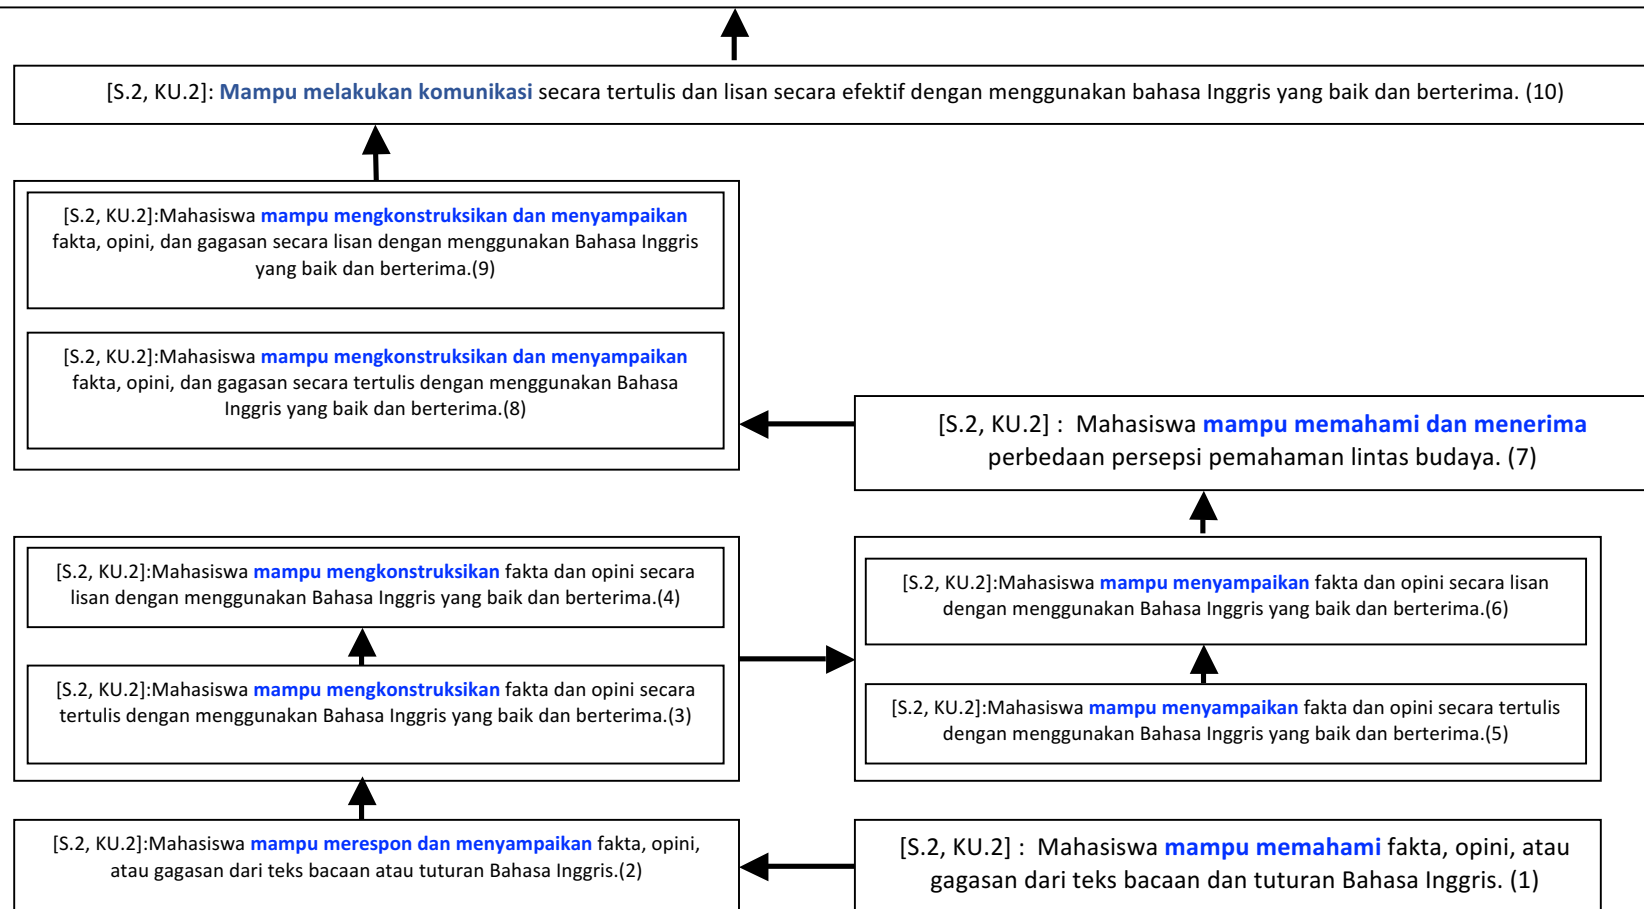 [S.2, KU.2]: Mampu melakukan komunikasi secara tertulis dan lisan secara efektif dengan menggunakan bahasa Inggris yang baik dan berterima. (10)
[S.2, KU.2]:Mahasiswa mampu mengkonstruksikan dan menyampaikan
fakta, opini, dan gagasan secara lisan dengan menggunakan Bahasa Inggris
yang baik dan berterima.(9)
[S.2, KU.2]:Mahasiswa mampu mengkonstruksikan dan menyampaikan
fakta, opini, dan gagasan secara tertulis dengan menggunakan Bahasa
Inggris yang baik dan berterima.(8)
[S.2, KU.2] : Mahasiswa mampu memahami dan menerima
perbedaan persepsi pemahaman lintas budaya. (7)
[S.2, KU.2]:Mahasiswa mampu mengkonstruksikan fakta dan opini secara
lisan dengan menggunakan Bahasa Inggris yang baik dan berterima.(4)
[S.2, KU.2]:Mahasiswa mampu mengkonstruksikan fakta dan opini secara
tertulis dengan menggunakan Bahasa Inggris yang baik dan berterima.(3)
[S.2, KU.2]:Mahasiswa mampu menyampaikan fakta dan opini secara lisan
dengan menggunakan Bahasa Inggris yang baik dan berterima.(6)
[S.2, KU.2]:Mahasiswa mampu menyampaikan fakta dan opini secara tertulis
dengan menggunakan Bahasa Inggris yang baik dan berterima.(5)
[S.2, KU.2]:Mahasiswa mampu merespon dan menyampaikan fakta, opini,
atau gagasan dari teks bacaan atau tuturan Bahasa Inggris.(2)
[S.2, KU.2] : Mahasiswa mampu memahami fakta, opini, atau
gagasan dari teks bacaan dan tuturan Bahasa Inggris. (1)